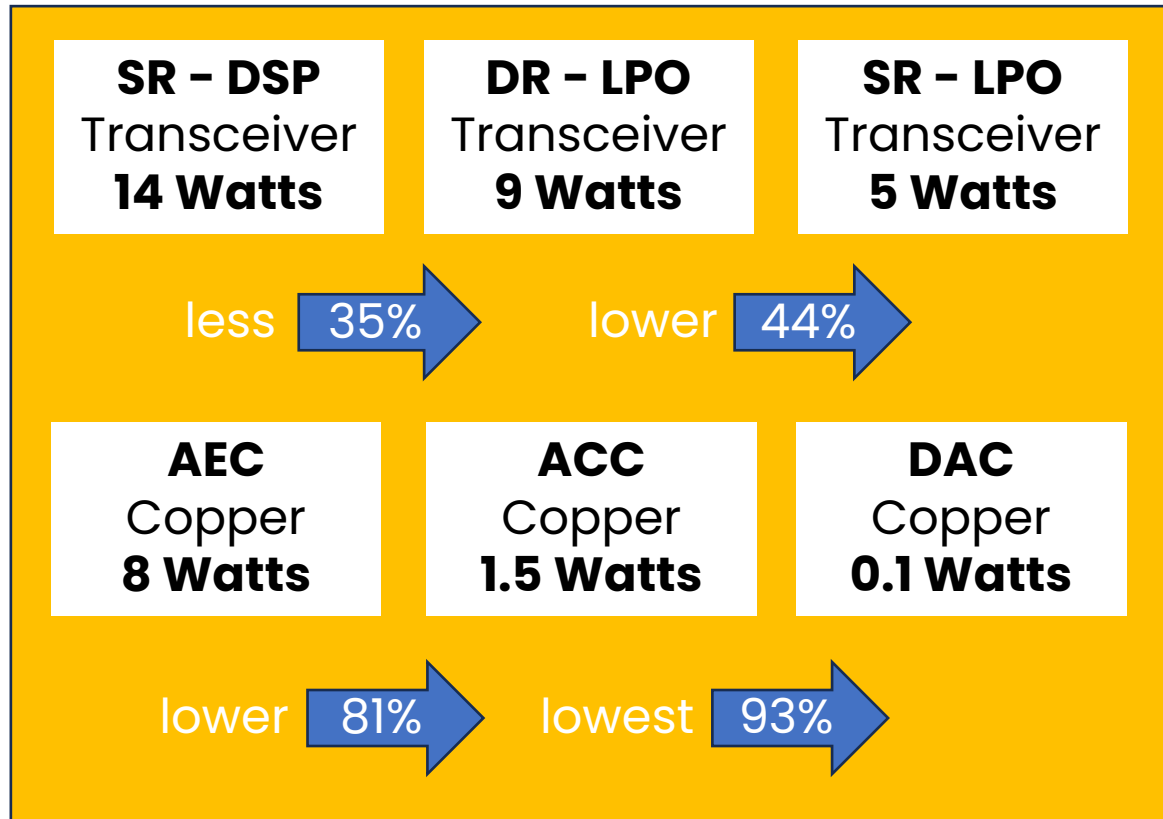 SR – DSP
Transceiver
14 Watts
DR – LPO
Transceiver
9 Watts
SR – LPO
Transceiver
5 Watts
less 35% lower 44%
AEC
Copper
8 Watts
ACC
Copper
1.5 Watts
DAC
Copper
0.1 Watts
lower 81% lowest 93%